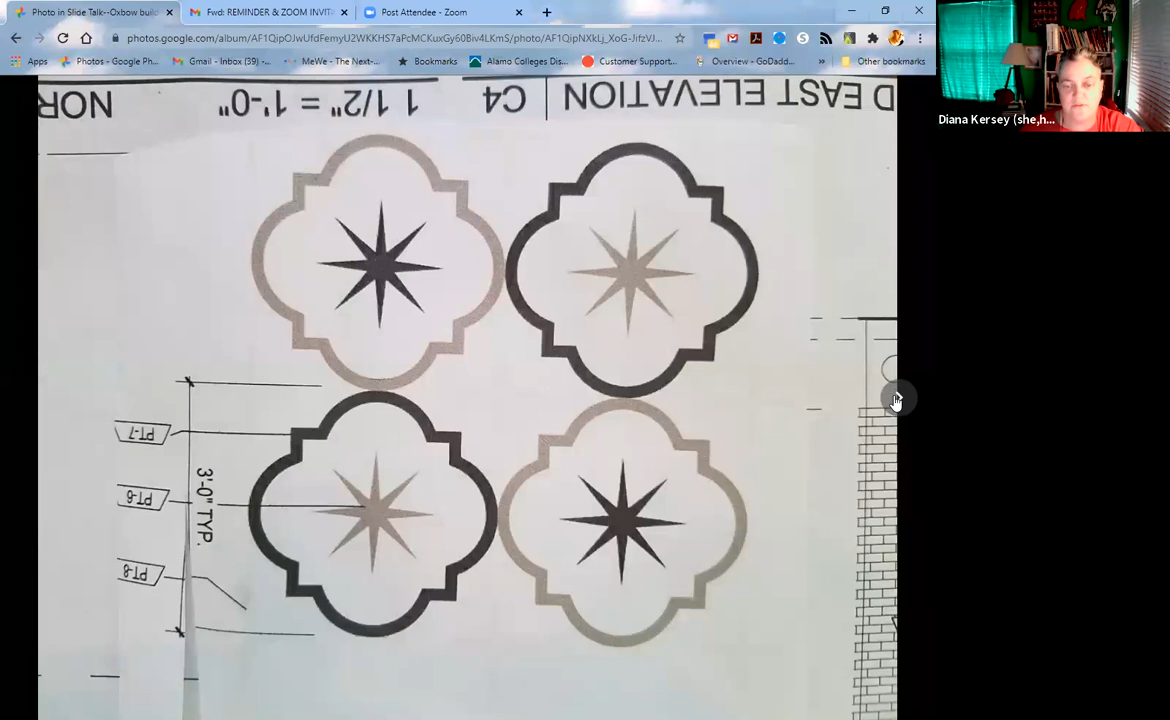 Photo in Slide Talk--Oxbow buil
Fwd: REMINDER & ZOOM INVITA
Post Attendee - Zoom
photos.google.com/album/AF1QipOJwUfdFemyU2WKKHS7aPcMCKuxGy60Biv4LKmS/photo/AF1QipNXkLj_XoG-JifzVJ...
Apps
Photos - Google Ph...
Gmail - Inbox (39) -...
MeWe - The Next-...
Bookmarks
Alamo Colleges Dis...
Customer Support...
Overview - GoDadd...
»
Other bookmarks
Diana Kersey (she,h...
D EAST ELEVATION
C4
1 1/2" = 1'-0"
NOR
PT-7
PT-6
PT-8
3'-0" TYP.